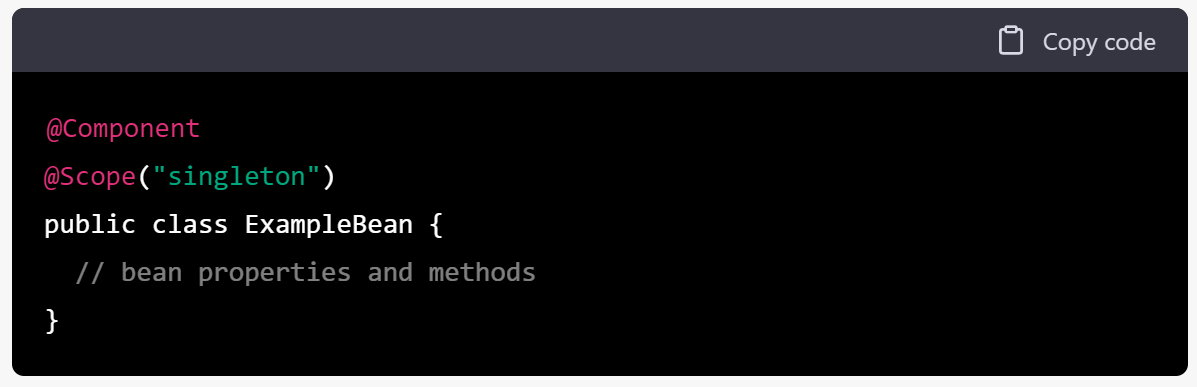 Copy code
@Component
@Scope("singleton")
public class ExampleBean {
  // bean properties and methods
}